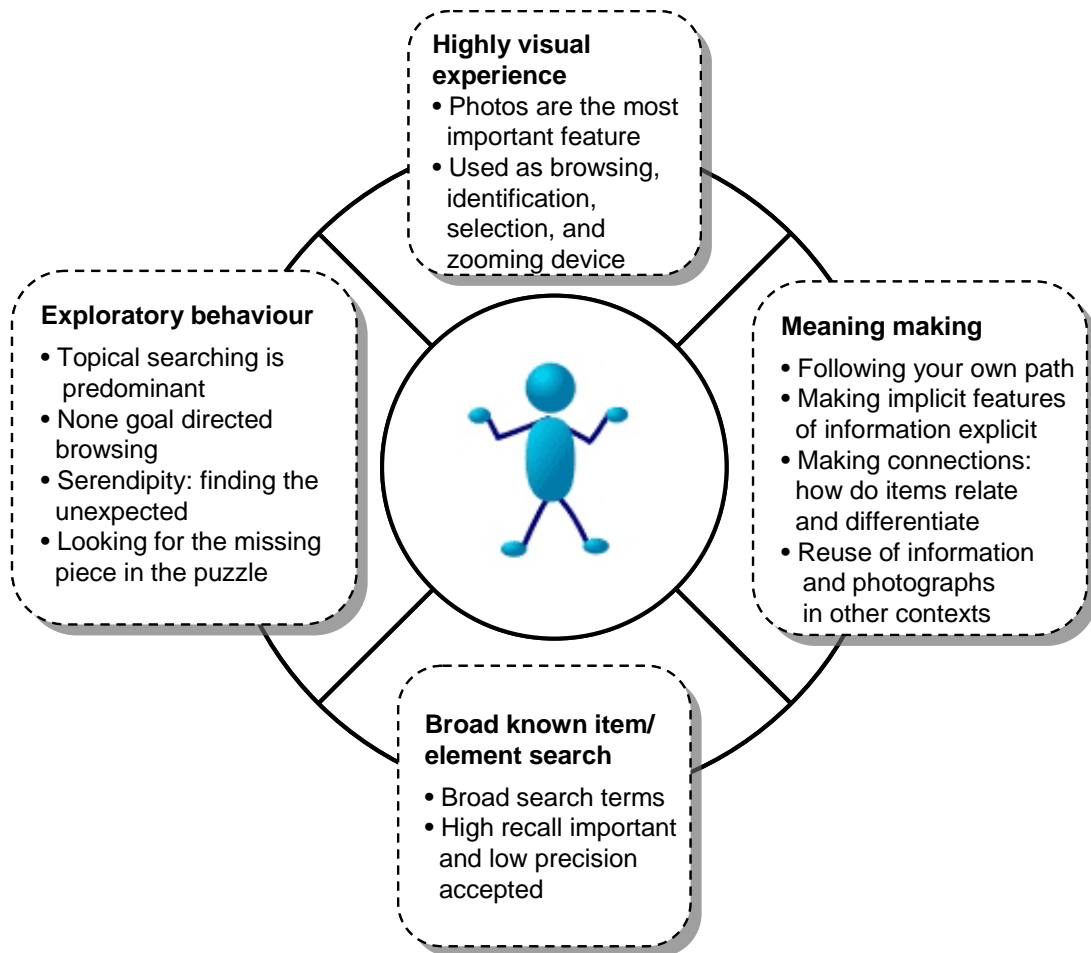 Highly visual
experience
• Photos are the most
important feature
• Used as browsing,
identification,
selection, and
zooming device
Exploratory behaviour
• Topical searching is
predominant
• None goal directed
browsing
• Serendipity: finding the
unexpected
• Looking for the missing
piece in the puzzle
Meaning making
• Following your own path
• Making implicit features
of information explicit
• Making connections:
how do items relate
and differentiate
• Reuse of information
and photographs
in other contexts
Broad known item/
element search
• Broad search terms
• High recall important
and low precision
accepted